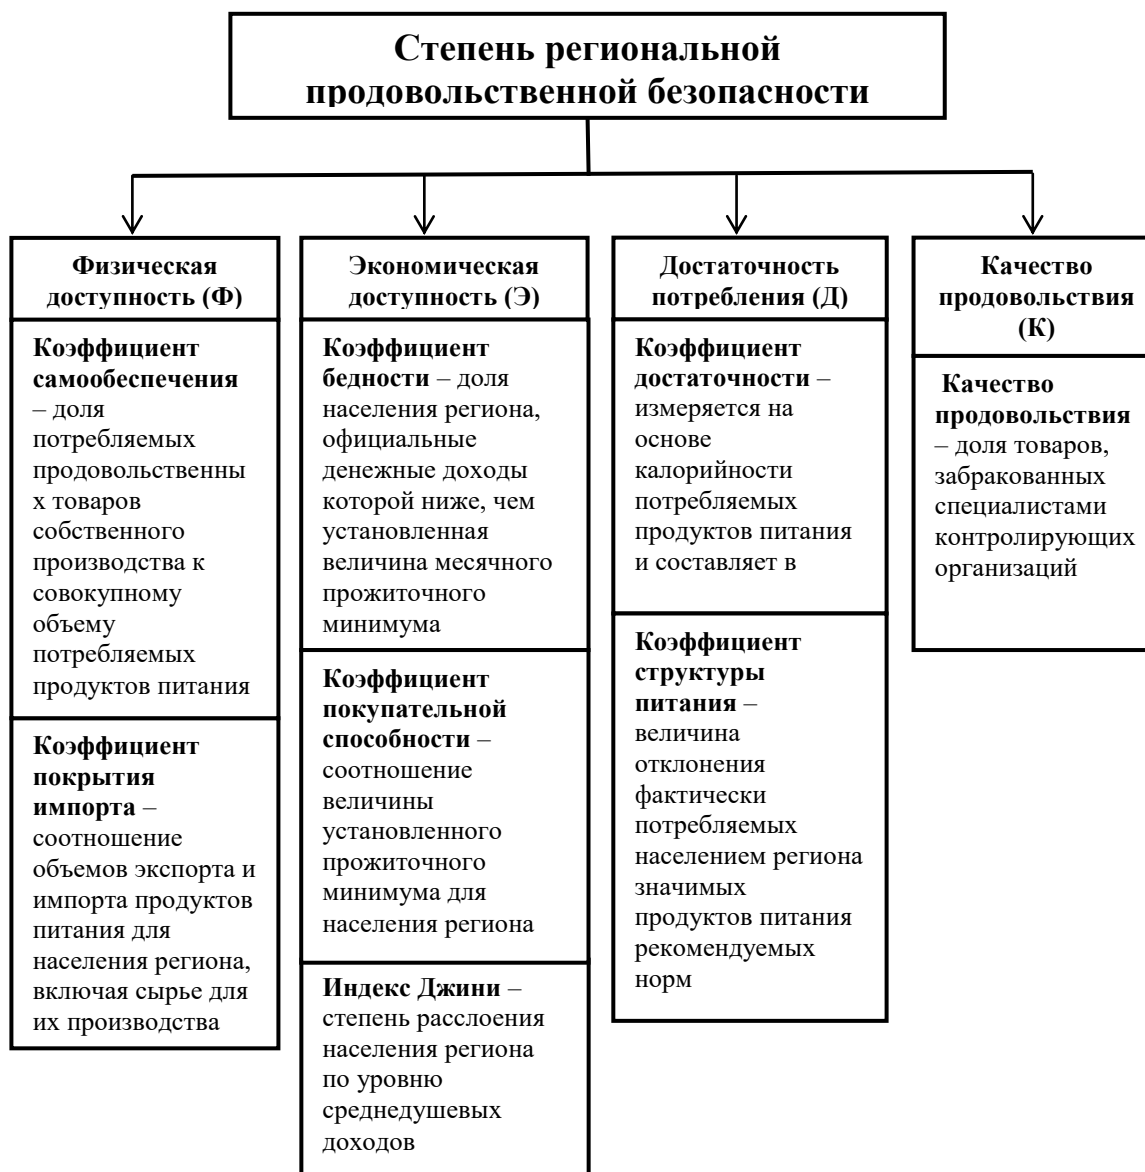 Степень региональной
продовольственной безопасности
Физическая
доступность (Ф)
Коэффициент
самообеспечения
– доля
потребляемых
продовольственны
х товаров
собственного
производства к
совокупному
объему
потребляемых
продуктов питания
Коэффициент
покрытия
импорта –
соотношение
объемов экспорта и
импорта продуктов
питания для
населения региона,
включая сырье для
их производства
Экономическая
доступность (Э)
Коэффициент
бедности – доля
населения региона,
официальные
денежные доходы
которой ниже, чем
установленная
величина месячного
прожиточного
минимума
Коэффициент
покупательной
способности –
соотношение
величины
установленного
прожиточного
минимума для
населения региона
Индекс Джини –
степень расслоения
населения региона
по уровню
среднедушевых
доходов
Достаточность
потребления (Д)
Коэффициент
достаточности –
измеряется на
основе
калорийности
потребляемых
продуктов питания
и составляет в
Коэффициент
структуры
питания –
величина
отклонения
фактически
потребляемых
населением региона
значимых
продуктов питания
рекомендуемых
норм
Качество
продовольствия
(К)
Качество
продовольствия
– доля товаров,
забракованных
специалистами
контролирующих
организаций